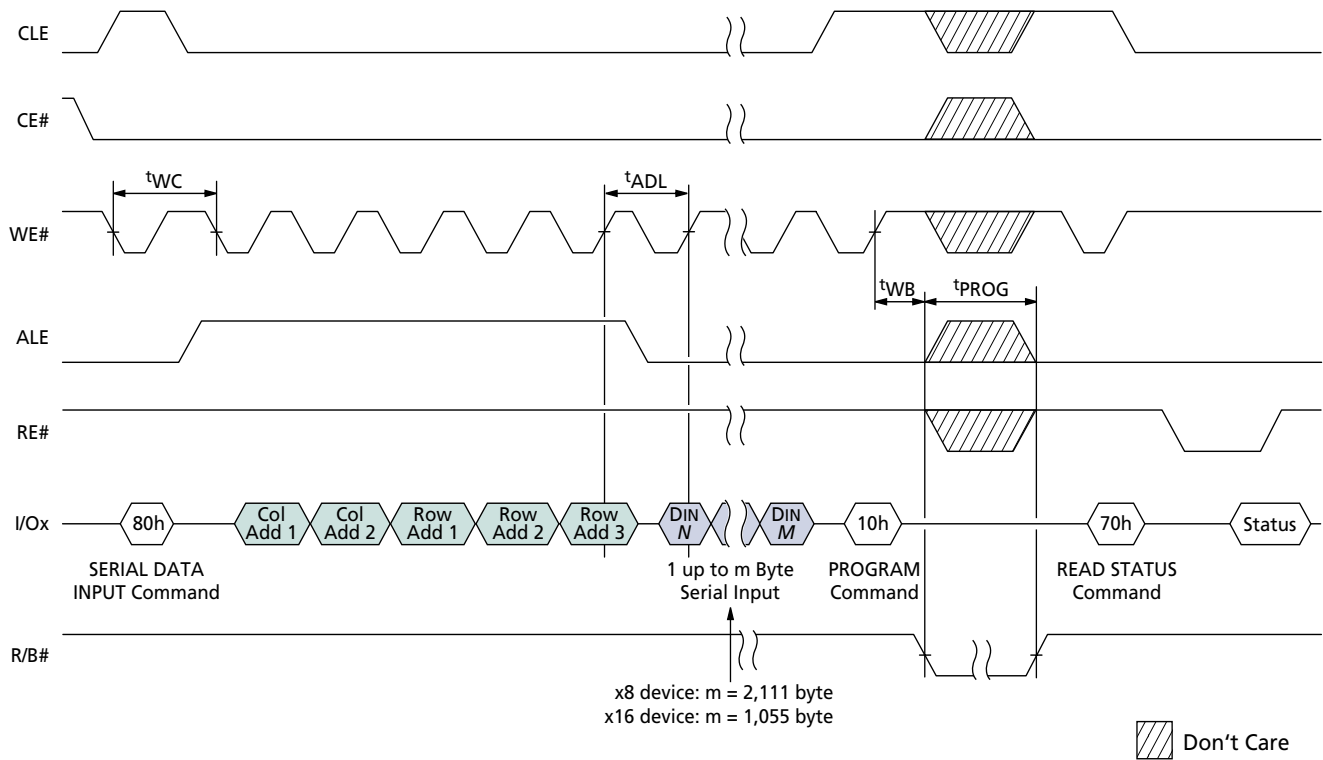 CLE
CE#
tWC
tADL
WE#
tWB
tPROG
ALE
RE#
I/Ox
80h
Col
Add 1
Col
Add 2
Row
Add 1
Row
Add 2
Row
Add 3
DIN
N
DIN
M
10h
70h
Status
SERIAL DATA
INPUT Command
1 up to m Byte
Serial Input
PROGRAM
Command
READ STATUS
Command
R/B#
x8 device: m = 2,111 byte
x16 device: m = 1,055 byte
Don't Care